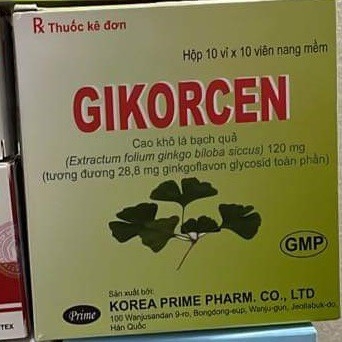 Rx Thuốc kê đơn
Hộp 10 vỉ x 10 viên nang mềm
GIKORCEN
Cao khô lá bạch quả
(Extractum folium ginkgo biloba siccus) 120 mg
(tương đương 28,8 mg ginkgoflavon glycosid toàn phần)
GMP
Prime
Sản xuất bởi:
KOREA PRIME PHARM. CO., LTD
100 Wanjusandan 9-ro, Bongdong-eup, Wanju-gun, Jeollabuk-do,
Hàn Quốc
TEX